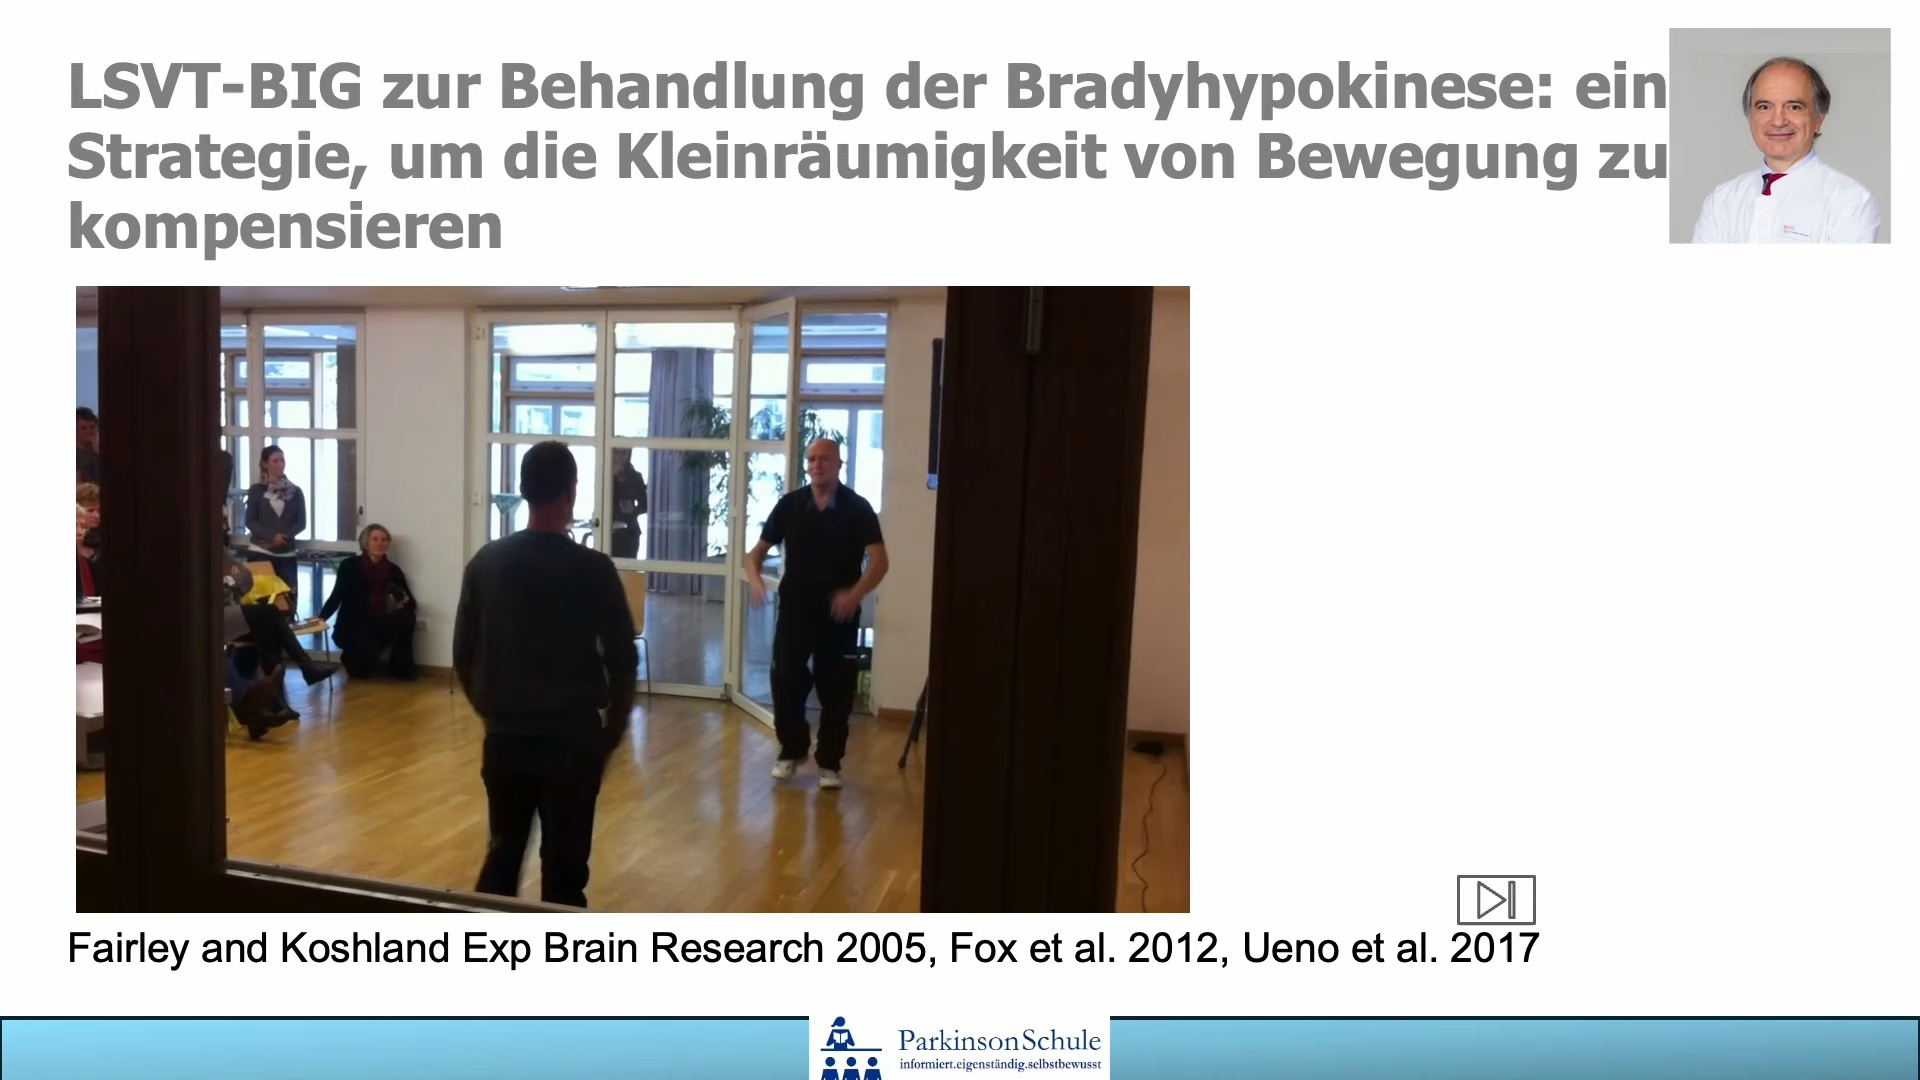 LSVT-BIG zur Behandlung der Bradyhypokinese: ein
Strategie, um die Kleinräumigkeit von Bewegung zu
kompensieren
Fairley and Koshland Exp Brain Research 2005, Fox et al. 2012, Ueno et al. 2017
ParkinsonSchule
informiert.eigenständig.selbstbewusst